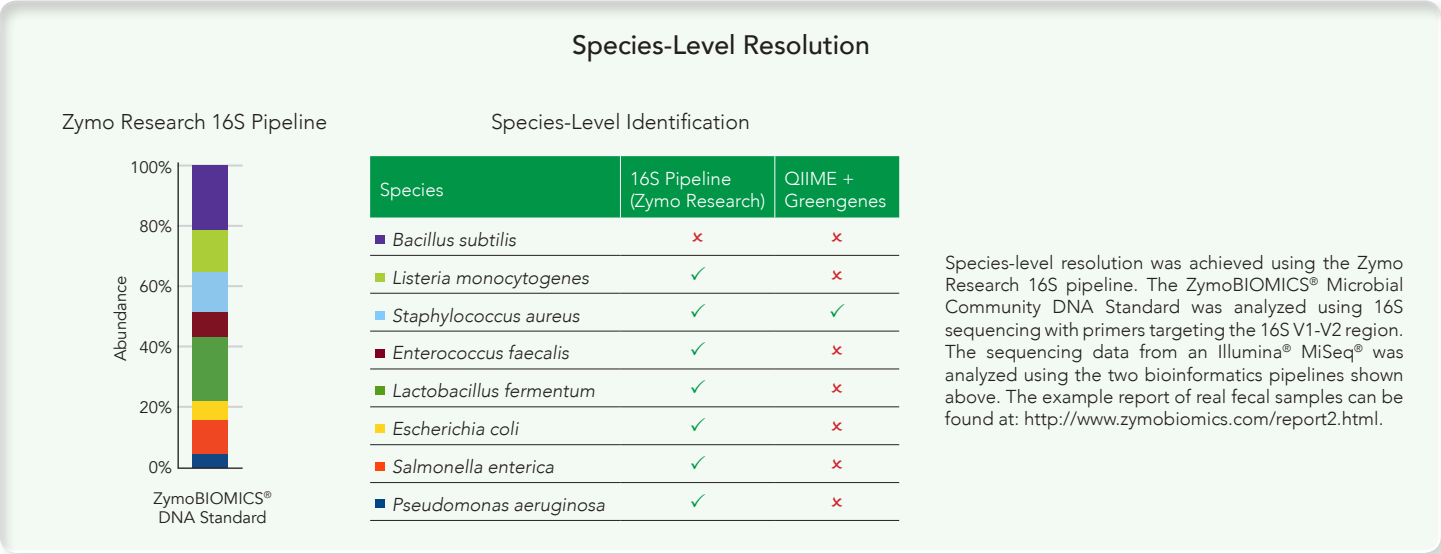 Species-Level Resolution
Zymo Research 16S Pipeline
100%
80%
60%
40%
20%
0%
Abundance
ZymoBIOMICS®
DNA Standard
Species-Level Identification
Species
16S Pipeline
(Zymo Research)
QIIME +
Greengenes
Bacillus subtilis ✗ ✗
Listeria monocytogenes ✓ ✗
Staphylococcus aureus ✓ ✓
Enterococcus faecalis ✓ ✗
Lactobacillus fermentum ✓ ✗
Escherichia coli ✓ ✗
Salmonella enterica ✓ ✗
Pseudomonas aeruginosa ✓ ✗
Species-level resolution was achieved using the Zymo
Research 16S pipeline. The ZymoBIOMICS® Microbial
Community DNA Standard was analyzed using 16S
sequencing with primers targeting the 16S V1-V2 region.
The sequencing data from an Illumina® MiSeq® was
analyzed using the two bioinformatics pipelines shown
above. The example report of real fecal samples can be
found at: http://www.zymobiomics.com/report2.html.